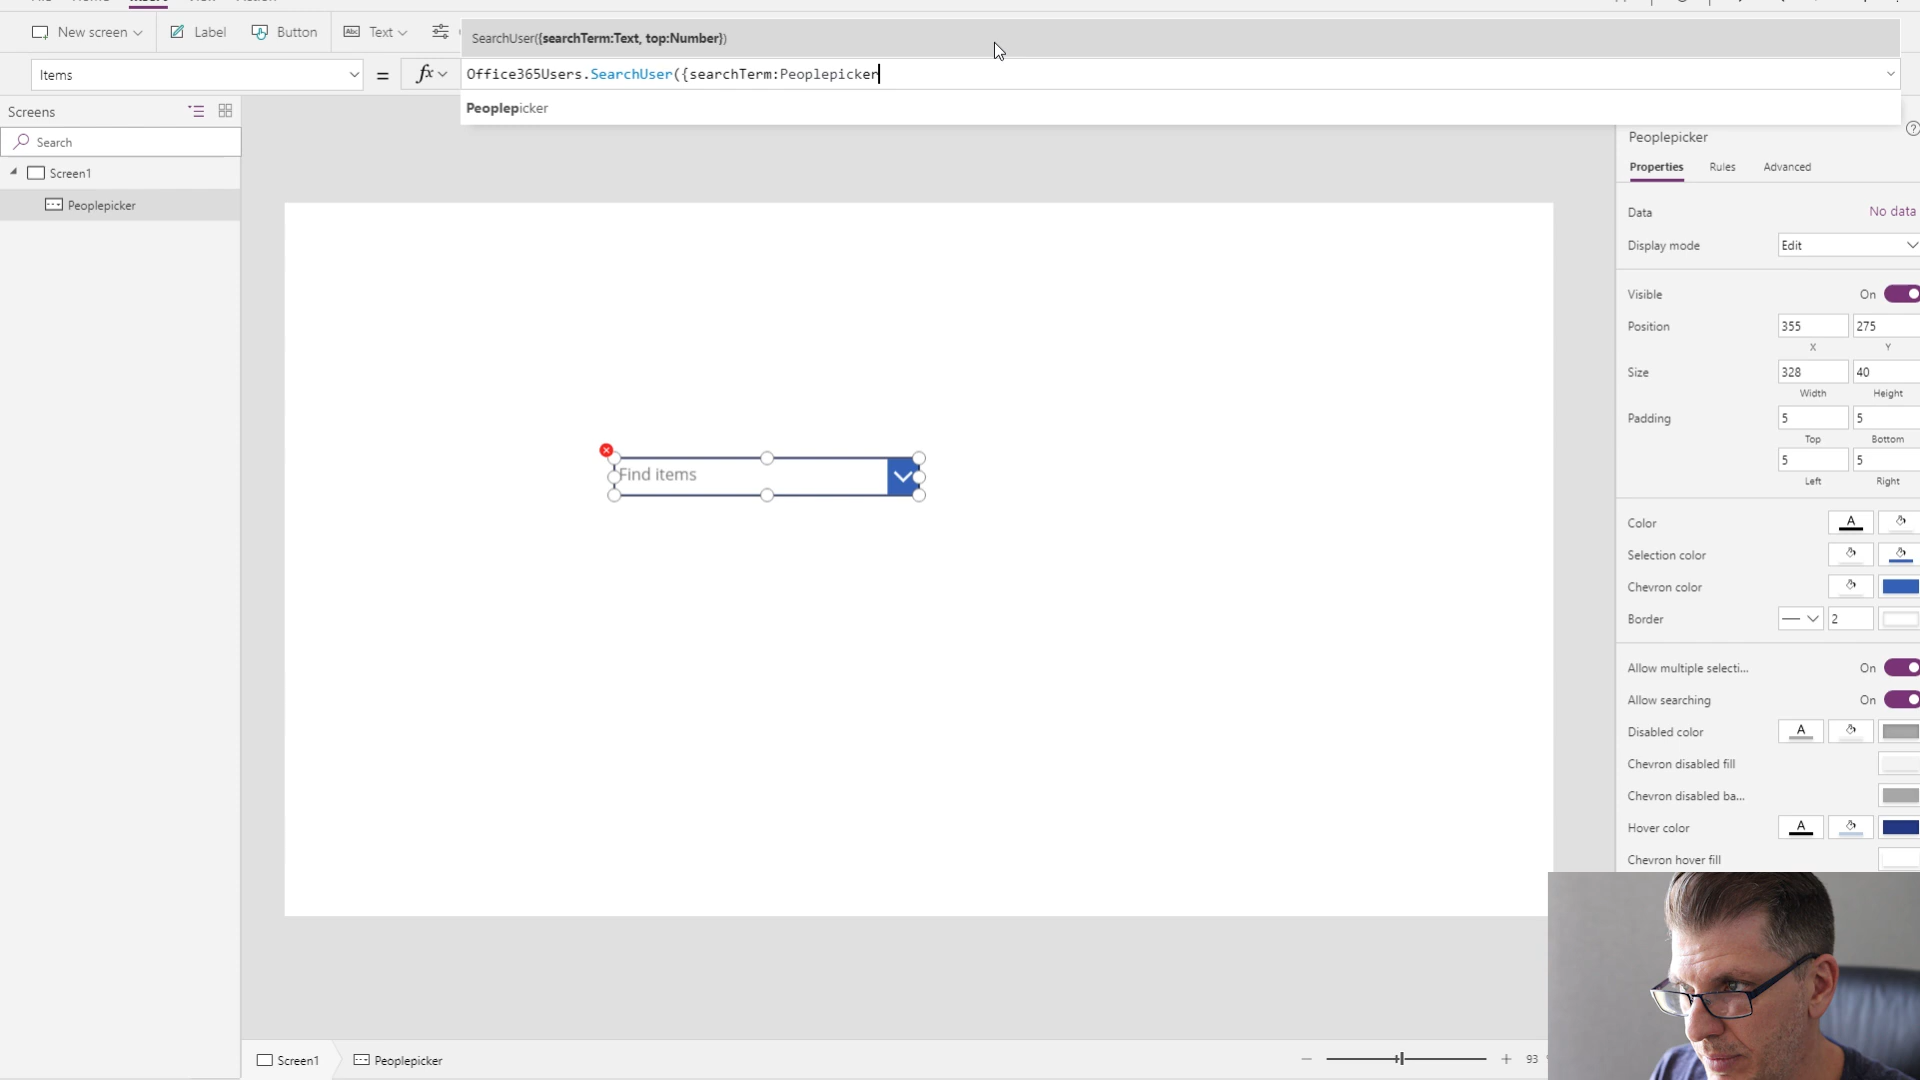 Insert
New screen
Label
Button
Text
SearchUser({searchTerm:Text, top:Number})
Items
=
fx
Office365Users.SearchUser({searchTerm:Peoplepicker
Peoplepicker
Screens
Search
Screen1
Peoplepicker
Find items
Peoplepicker
Properties
Rules
Advanced
Data
No data
Display mode
Edit
Visible
On
Position
355
275
X
Y
Size
328
40
Width
Height
Padding
5
5
Top
Bottom
5
5
Left
Right
Color
Selection color
Chevron color
Border
2
Allow multiple selecti...
On
Allow searching
On
Disabled color
Chevron disabled fill
Chevron disabled ba...
Hover color
Chevron hover fill
Screen1
Peoplepicker
93